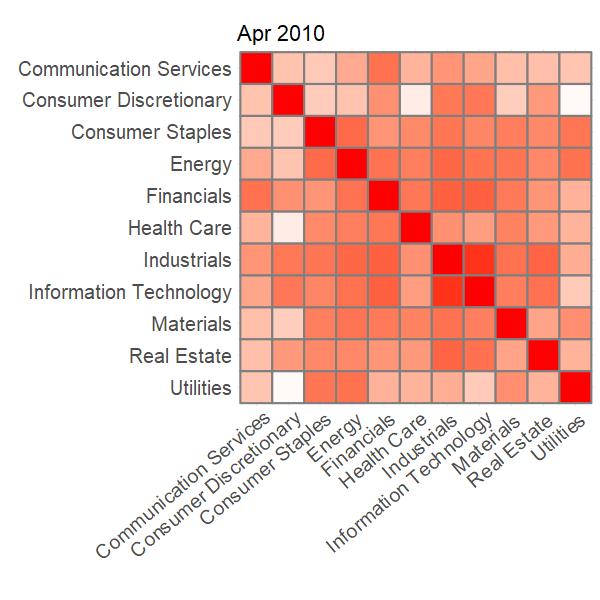 Apr 2010
Communication Services
Consumer Discretionary
Consumer Staples
Energy
Financials
Health Care
Industrials
Information Technology
Materials
Real Estate
Utilities
Communication Services
Consumer Discretionary
Consumer Staples
Energy
Financials
Health Care
Industrials
Information Technology
Materials
Real Estate
Utilities